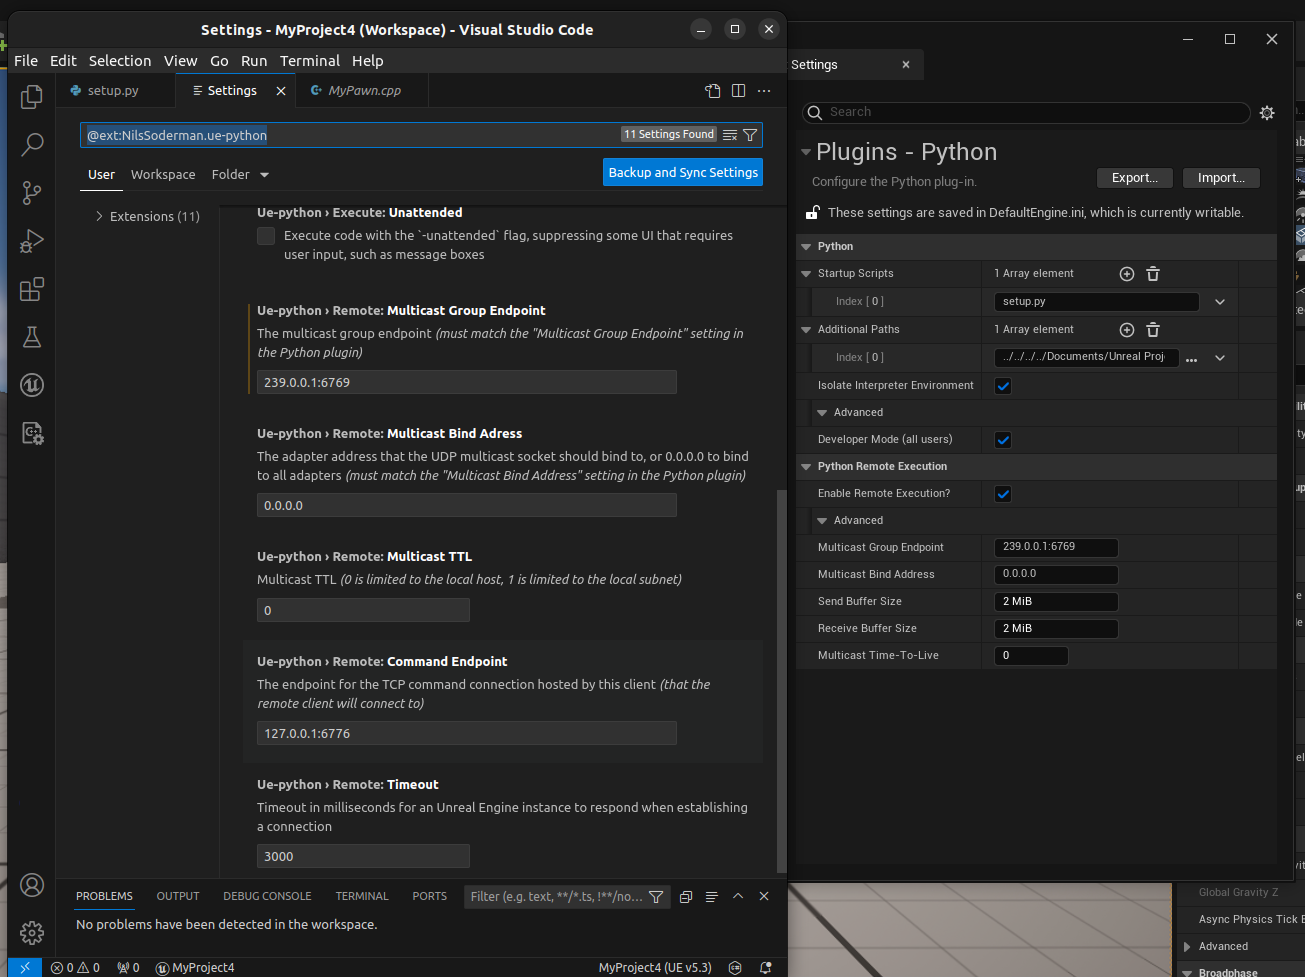 Settings - MyProject4 (Workspace) - Visual Studio Code
File Edit Selection View Go Run Terminal Help
setup.py
Settings
MyPawn.cpp
@ext:NilsSoderman.ue-python
11 Settings Found
User
Workspace
Folder
Backup and Sync Settings
Extensions (11)
Ue-python › Execute: Unattended
Execute code with the `-unattended` flag, suppressing some UI that requires
user input, such as message boxes
Ue-python › Remote: Multicast Group Endpoint
The multicast group endpoint (must match the "Multicast Group Endpoint" setting in
the Python plugin)
239.0.0.1:6769
Ue-python › Remote: Multicast Bind Adress
The adapter address that the UDP multicast socket should bind to, or 0.0.0.0 to bind
to all adapters (must match the "Multicast Bind Address" setting in the Python plugin)
0.0.0.0
Ue-python › Remote: Multicast TTL
Multicast TTL (0 is limited to the local host, 1 is limited to the local subnet)
0
Ue-python › Remote: Command Endpoint
The endpoint for the TCP command connection hosted by this client (that the
remote client will connect to)
127.0.0.1:6776
Ue-python › Remote: Timeout
Timeout in milliseconds for an Unreal Engine instance to respond when establishing
a connection
3000
PROBLEMS OUTPUT DEBUG CONSOLE TERMINAL PORTS
Filter (e.g. text, **/*.ts, !**/no...
No problems have been detected in the workspace.
0 0 0 MyProject4
MyProject4 (UE v5.3)
Settings
Search
Plugins - Python
Configure the Python plug-in.
Export...
Import...
These settings are saved in DefaultEngine.ini, which is currently writable.
Python
Startup Scripts
1 Array element
Index [ 0 ]
setup.py
Additional Paths
1 Array element
Index [ 0 ]
../../../../Documents/Unreal Proj
Isolate Interpreter Environment
Advanced
Developer Mode (all users)
Python Remote Execution
Enable Remote Execution?
Advanced
Multicast Group Endpoint
239.0.0.1:6769
Multicast Bind Address
0.0.0.0
Send Buffer Size
2 MiB
Receive Buffer Size
2 MiB
Multicast Time-To-Live
0
Global Gravity Z
Async Physics Tick E
Advanced
Broadphase